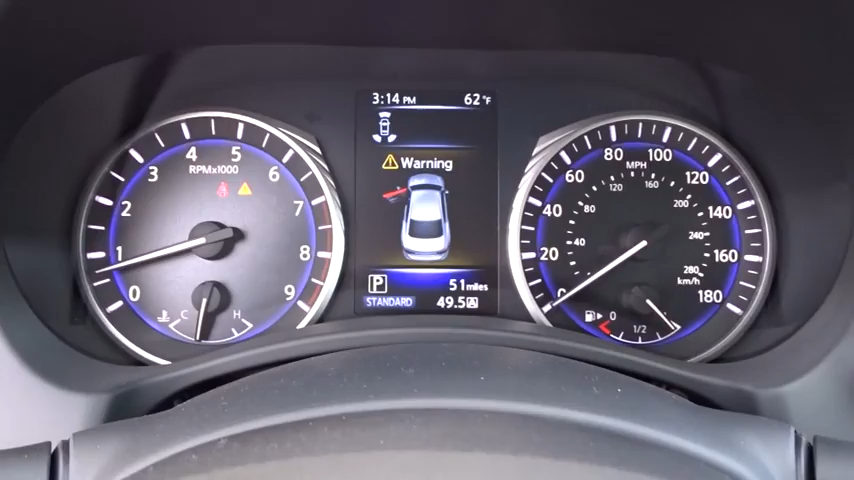 3:14 PM 62°F
Warning
P 51 miles
STANDARD 49.5 A
0 1 2 3 4 5 6 7 8 9
RPMx1000
C H
0 20 40 60 80 100 120 140 160 180
MPH
40 80 120 160 200 240 280
km/h
0 1/2